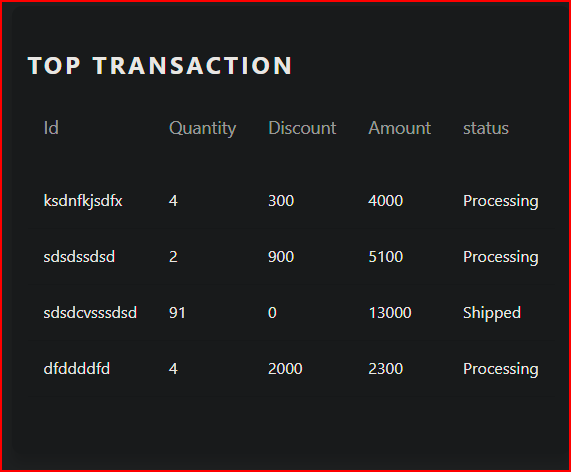 TOP TRANSACTION
Id Quantity Discount Amount status
ksdnfkjsdfx 4 300 4000 Processing
sdsdssdsd 2 900 5100 Processing
sdsdcvsssdsd 91 0 13000 Shipped
dfddddfd 4 2000 2300 Processing